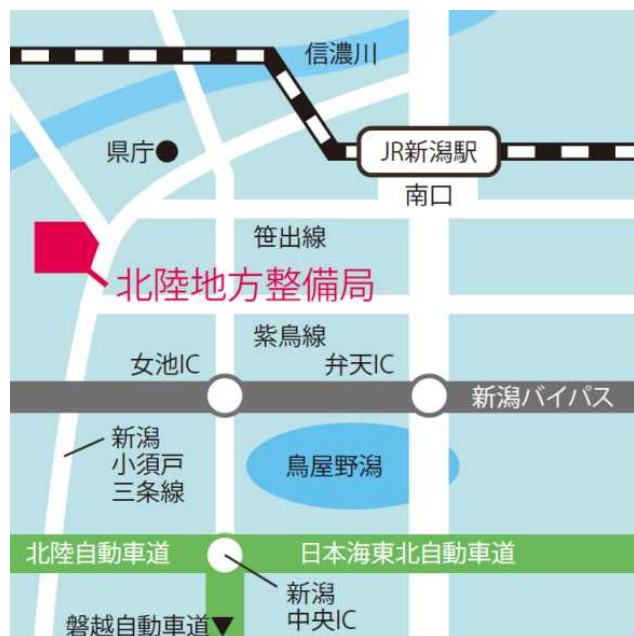 信濃川
県庁
JR新潟駅
南口
笹出線
北陸地方整備局
紫鳥線
女池IC
弁天IC
新潟バイパス
新潟
小須戸
三条線
鳥屋野潟
北陸自動車道
日本海東北自動車道
新潟
中央IC
磐越自動車道▼